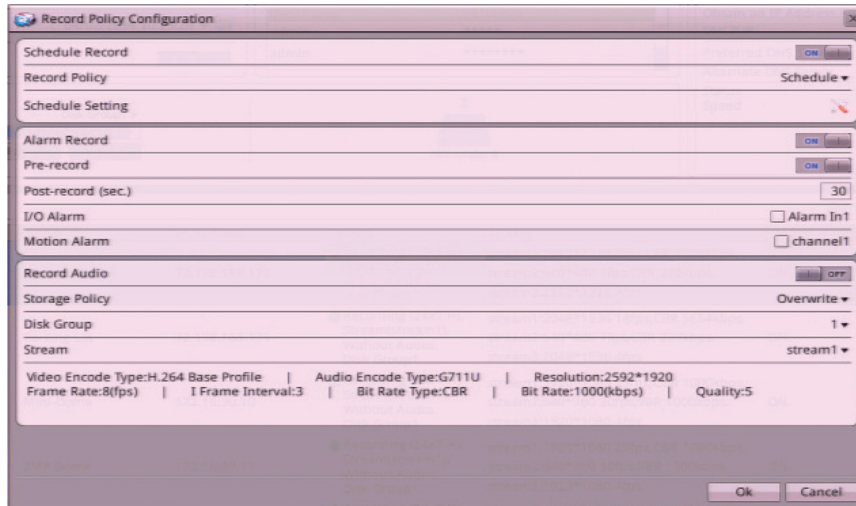 Record Policy Configuration
Schedule Record ON
Record Policy Schedule
Schedule Setting
Alarm Record ON
Pre-record ON
Post-record (sec.) 30
I/O Alarm Alarm In1
Motion Alarm channel1
Record Audio OFF
Storage Policy Overwrite
Disk Group 1
Stream stream1
Video Encode Type:H.264 Base Profile | Audio Encode Type:G711U | Resolution:2592*1920
Frame Rate:8(fps) | I Frame Interval:3 | Bit Rate Type:CBR | Bit Rate:1000(kbps) | Quality:5
Ok Cancel